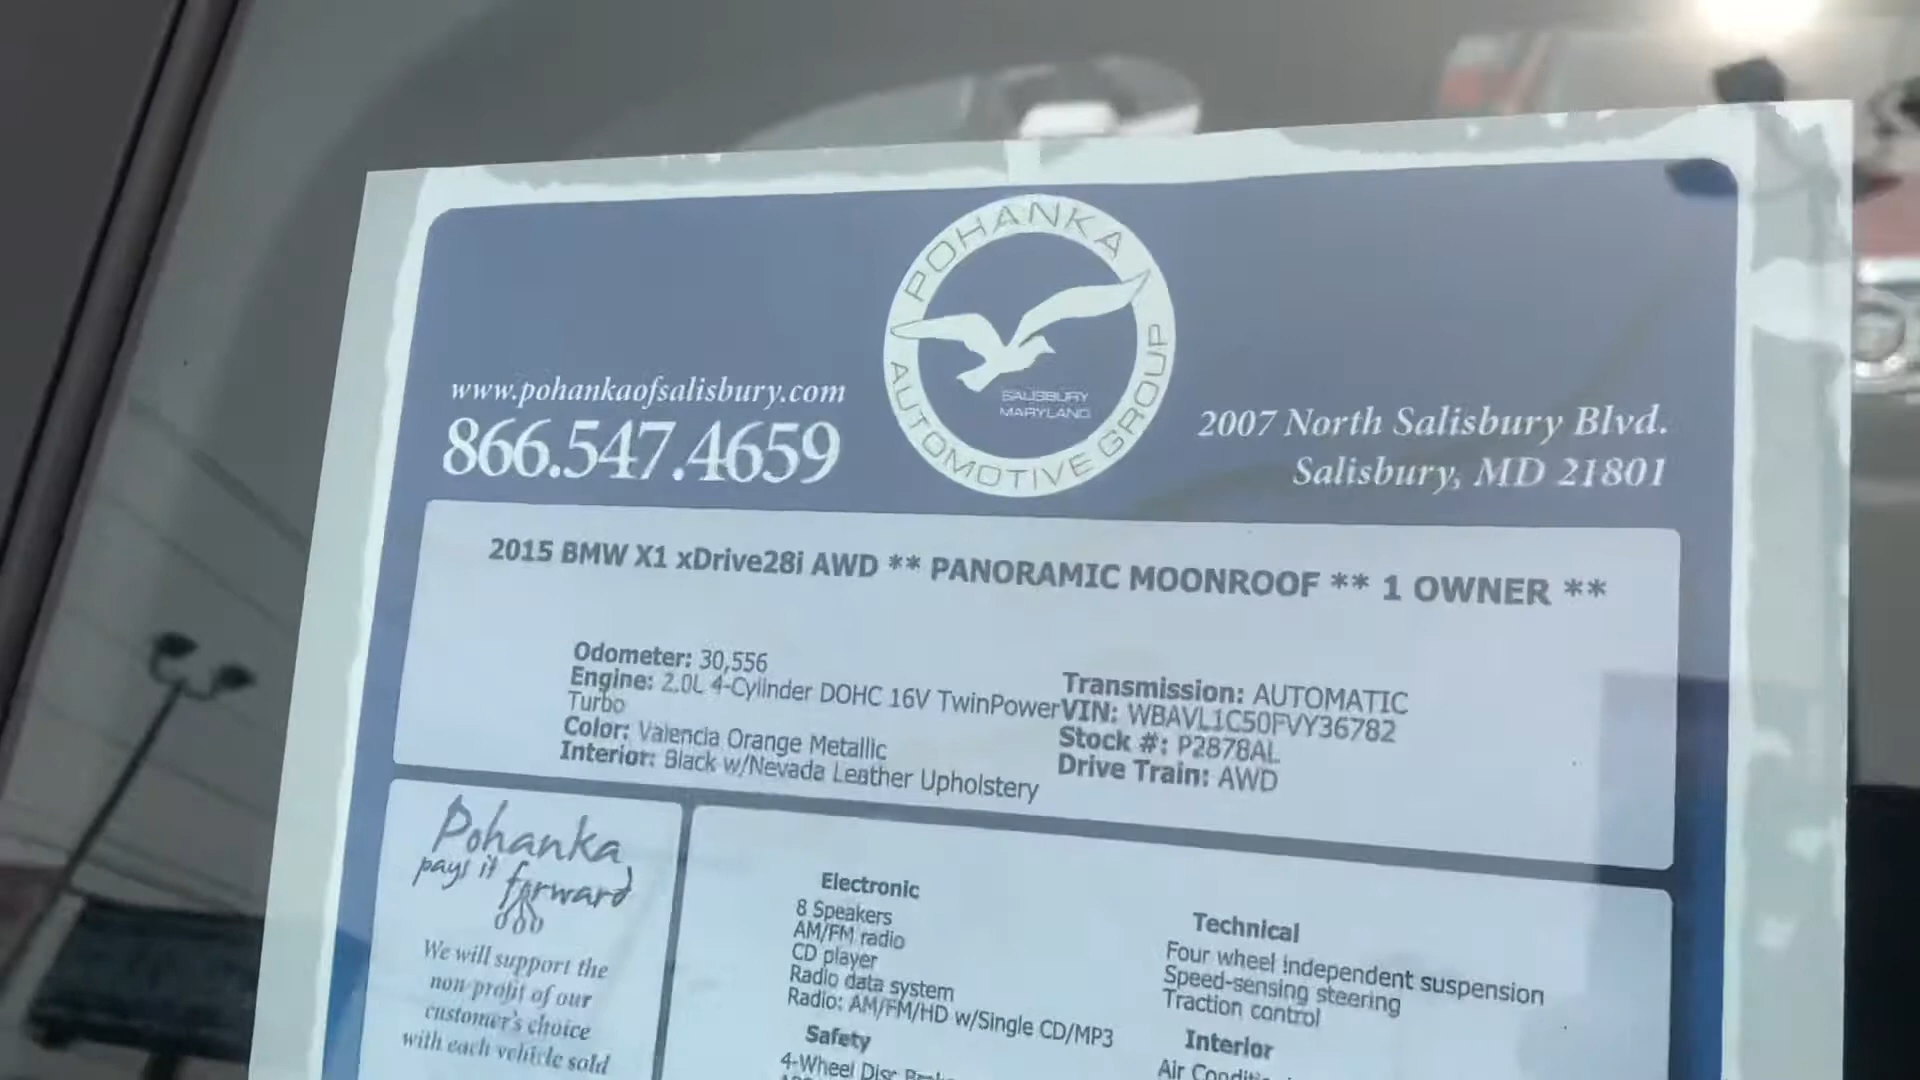 POHANKA
AUTOMOTIVE GROUP
SALISBURY
MARYLAND
www.pohankaofsalisbury.com
866.547.4659
2007 North Salisbury Blvd.
Salisbury, MD 21801
2015 BMW X1 xDrive28i AWD ** PANORAMIC MOONROOF ** 1 OWNER **
Odometer: 30,556
Engine: 2.0L 4-Cylinder DOHC 16V TwinPower
Turbo
Color: Valencia Orange Metallic
Interior: Black w/Nevada Leather Upholstery
Transmission: AUTOMATIC
VIN: WBAVL1C50FVY36782
Stock #: P2878AL
Drive Train: AWD
Pohanka
pays it forward
We will support the
non-profit of our
customer's choice
with each vehicle sold
Electronic
8 Speakers
AM/FM radio
CD player
Radio data system
Radio: AM/FM/HD w/Single CD/MP3
Safety
4-Wheel Disc
Technical
Four wheel independent suspension
Speed-sensing steering
Traction control
Interior
Air